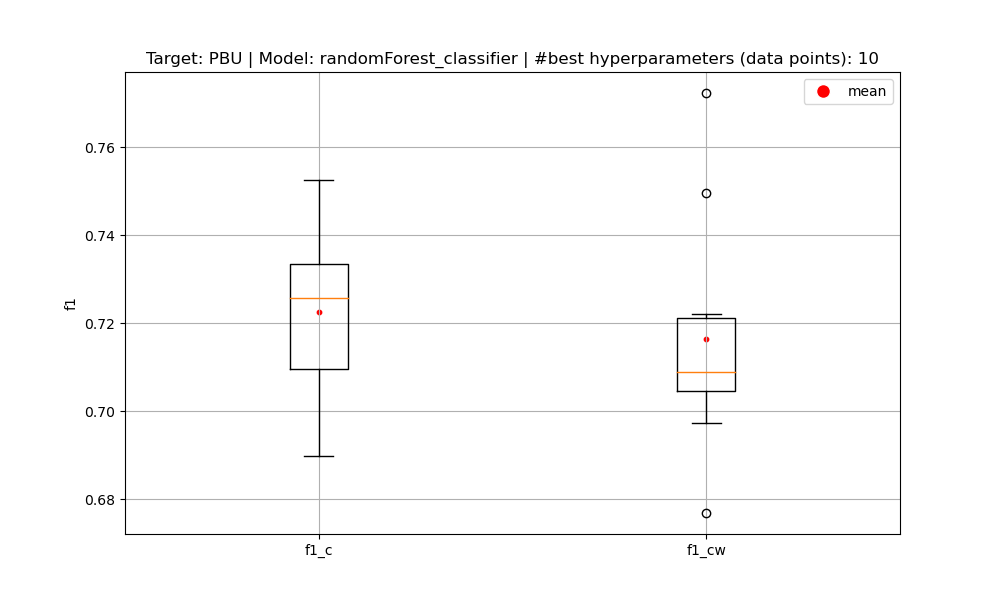 Target: PBU | Model: randomForest_classifier | #best hyperparameters (data points): 10
mean
0.76
0.74
0.72
0.70
0.68
f1
f1_c
f1_cw